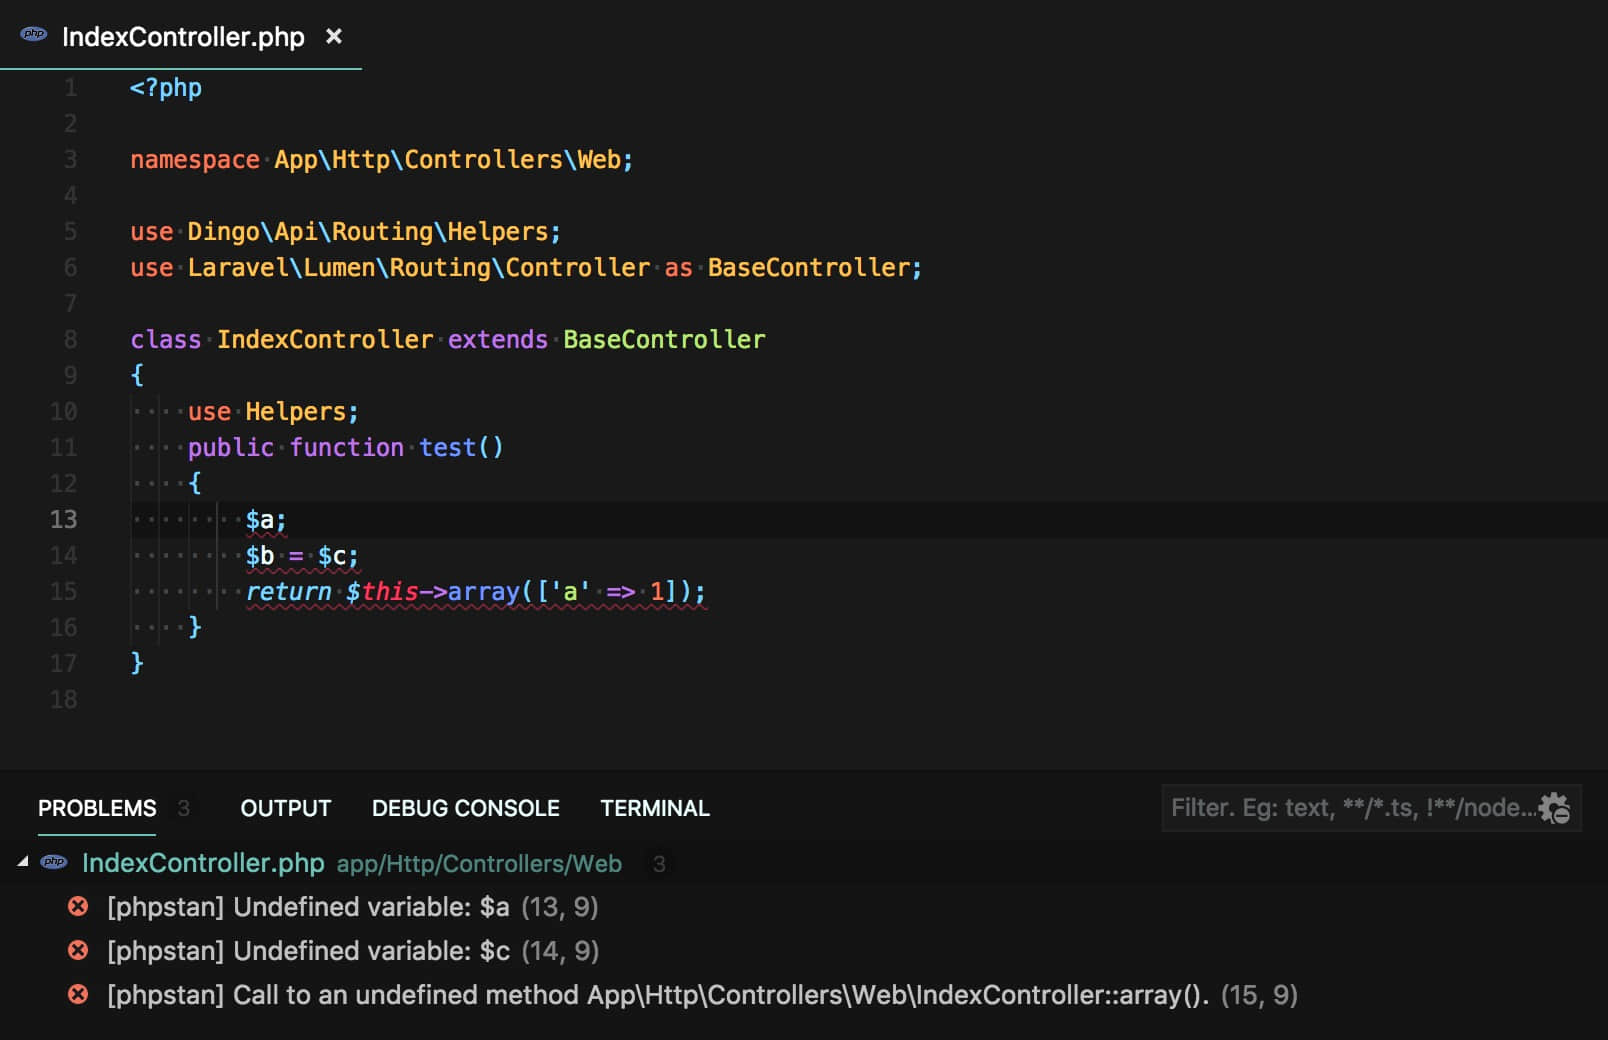 php IndexController.php ×
1 <?php
2
3 namespace App\Http\Controllers\Web;
4
5 use Dingo\Api\Routing\Helpers;
6 use Laravel\Lumen\Routing\Controller as BaseController;
7
8 class IndexController extends BaseController
9 {
10 use Helpers;
11 public function test()
12 {
13 $a;
14 $b = $c;
15 return $this->array(['a' => 1]);
16 }
17 }
18
PROBLEMS 3 OUTPUT DEBUG CONSOLE TERMINAL Filter. Eg: text, **/*.ts, !**/node...
php IndexController.php app/Http/Controllers/Web 3
[phpstan] Undefined variable: $a (13, 9)
[phpstan] Undefined variable: $c (14, 9)
[phpstan] Call to an undefined method App\Http\Controllers\Web\IndexController::array(). (15, 9)